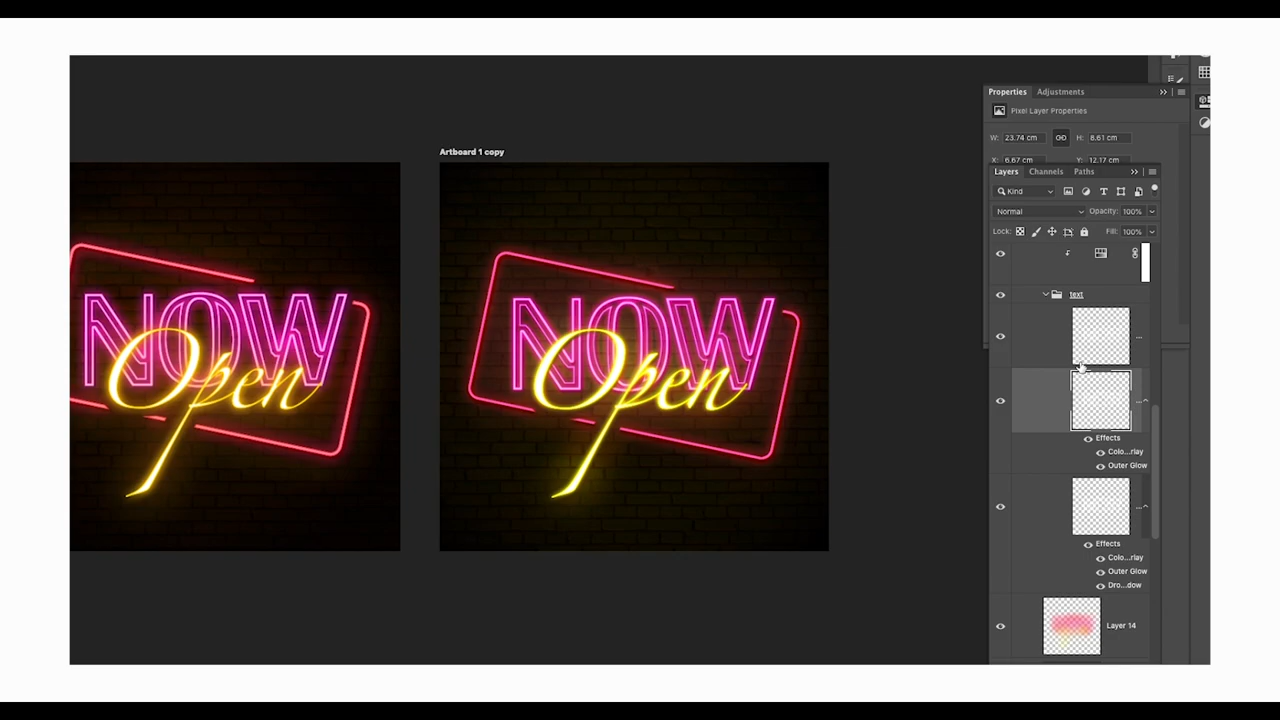 Properties Adjustments
Pixel Layer Properties
W: 23.74 cm H: 8.61 cm
X: 6.67 cm Y: 12.17 cm
Artboard 1 copy
Layers Channels Paths
Kind
Normal Opacity: 100%
Lock: Fill: 100%
text
NOW
Open
NOW
Open
Effects
Colo...rlay
Outer Glow
Effects
Colo...rlay
Outer Glow
Dro...dow
Layer 14